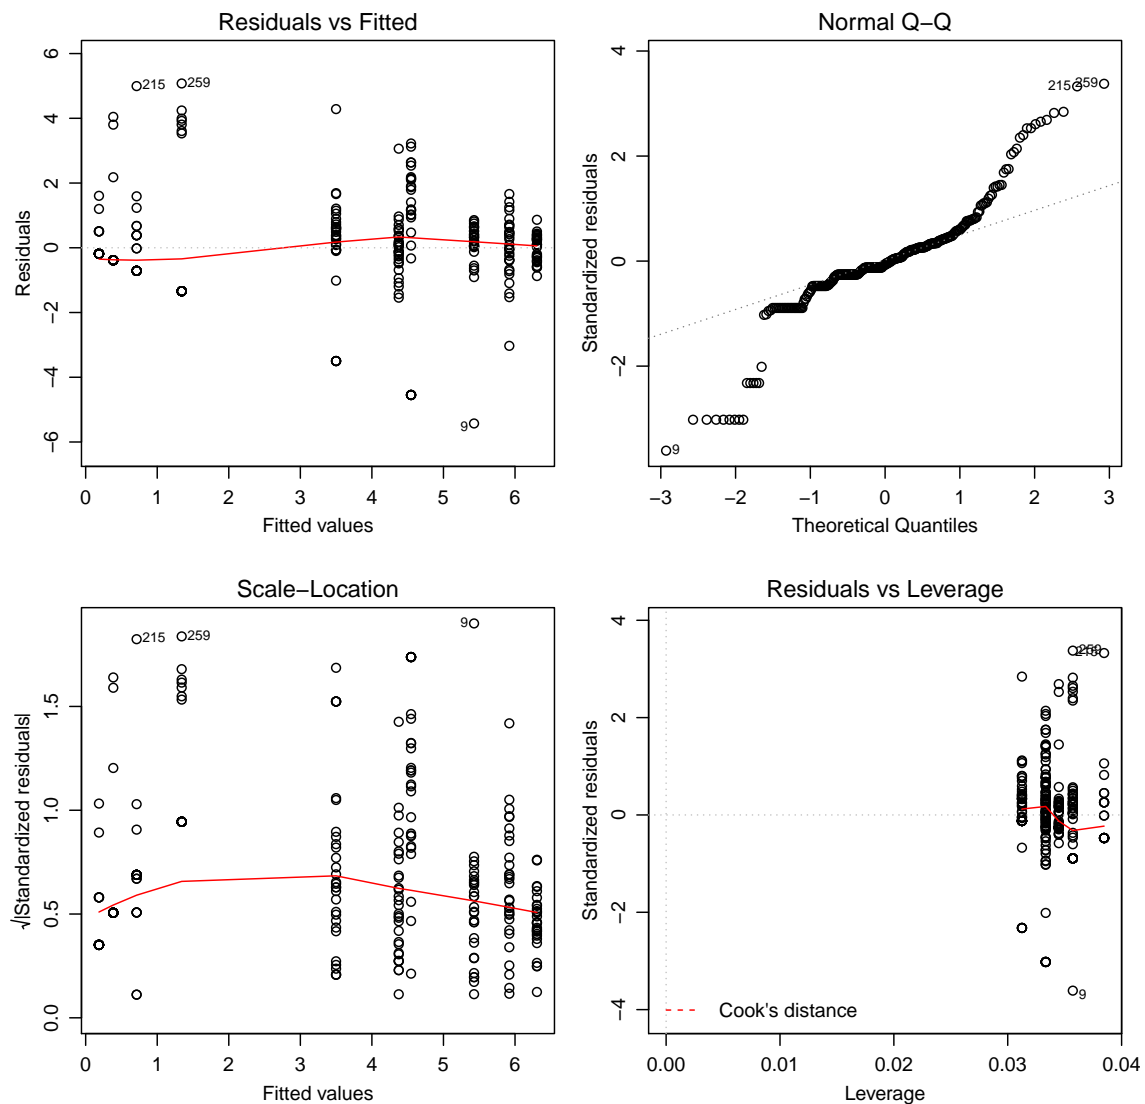 Residuals vs Fitted
6
4
2
0
−2
−4
−6
Residuals
215
259
9
0 1 2 3 4 5 6
Fitted values
Normal Q−Q
4
2
0
−2
Standardized residuals
215
259
9
−3 −2 −1 0 1 2 3
Theoretical Quantiles
Scale−Location
1.5
1.0
0.5
0.0
√|Standardized residuals|
215
259
9
0 1 2 3 4 5 6
Fitted values
Residuals vs Leverage
4
2
0
−2
−4
Standardized residuals
259
215
9
Cook's distance
0.00 0.01 0.02 0.03 0.04
Leverage